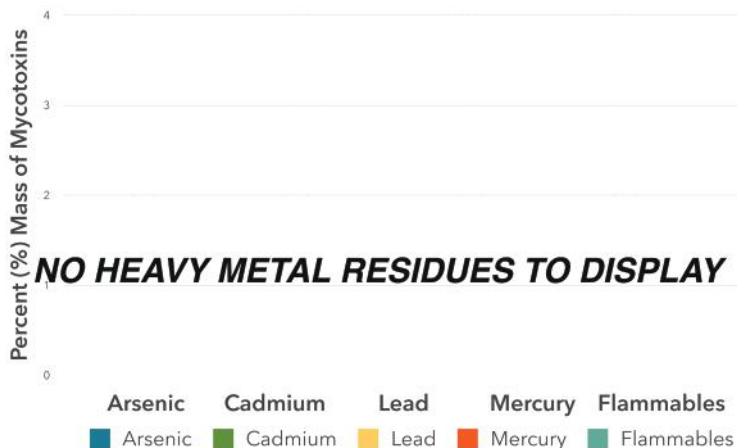 Percent (%) Mass of Mycotoxins
4
3
2
NO HEAVY METAL RESIDUES TO DISPLAY
1
0
Arsenic Cadmium Lead Mercury Flammables
Arsenic Cadmium Lead Mercury Flammables